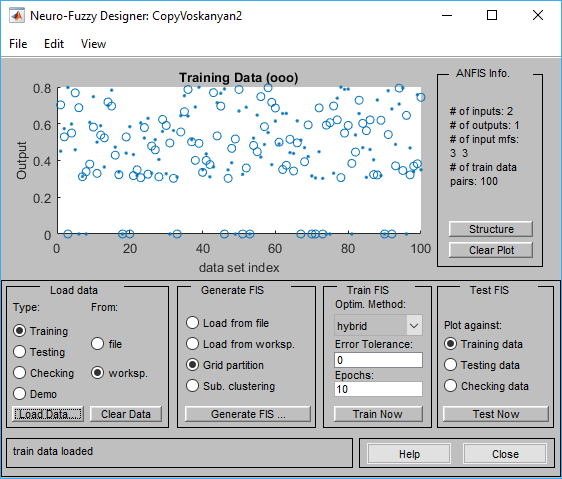 Neuro-Fuzzy Designer: CopyVoskanyan2
File Edit View
Training Data (ooo)
0.8
0.6
0.4
0.2
0
Output
0 20 40 60 80 100
data set index
ANFIS Info.
# of inputs: 2
# of outputs: 1
# of input mfs:
3 3
# of train data
pairs: 100
Structure
Clear Plot
Load data
Type: From:
Training
Testing
Checking
Demo
file
worksp.
Load Data...
Clear Data
Generate FIS
Load from file
Load from worksp.
Grid partition
Sub. clustering
Generate FIS ...
Train FIS
Optim. Method:
hybrid
Error Tolerance:
0
Epochs:
10
Train Now
Test FIS
Plot against:
Training data
Testing data
Checking data
Test Now
train data loaded
Help
Close